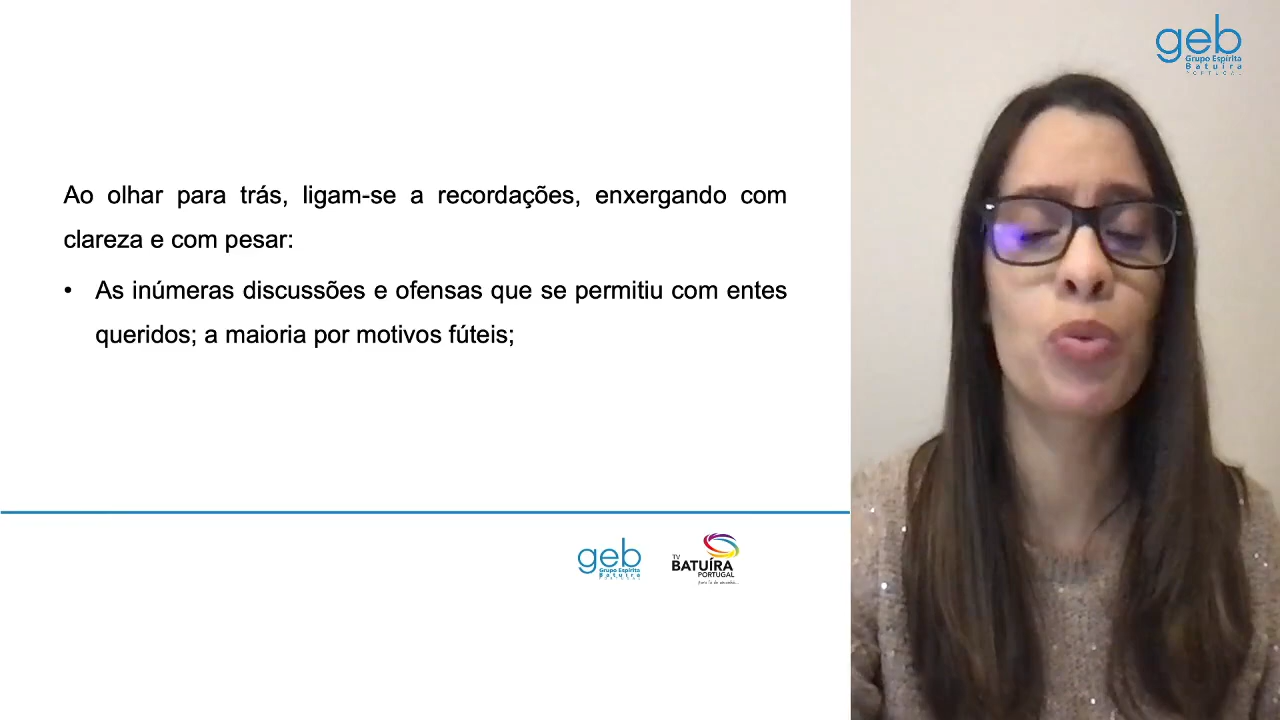 geb
Grupo Espírita
Batuíra
PORTUGAL
Ao olhar para trás, ligam-se a recordações, enxergando com
clareza e com pesar:
• As inúmeras discussões e ofensas que se permitiu com entes
queridos; a maioria por motivos fúteis;
geb
Grupo Espírita
Batuíra
TV
BATUÍRA
PORTUGAL